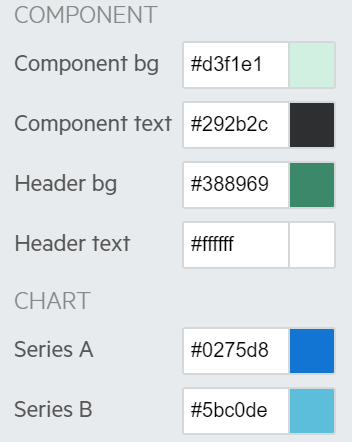 COMPONENT
Component bg #d3f1e1
Component text #292b2c
Header bg #388969
Header text #ffffff
CHART
Series A #0275d8
Series B #5bc0de